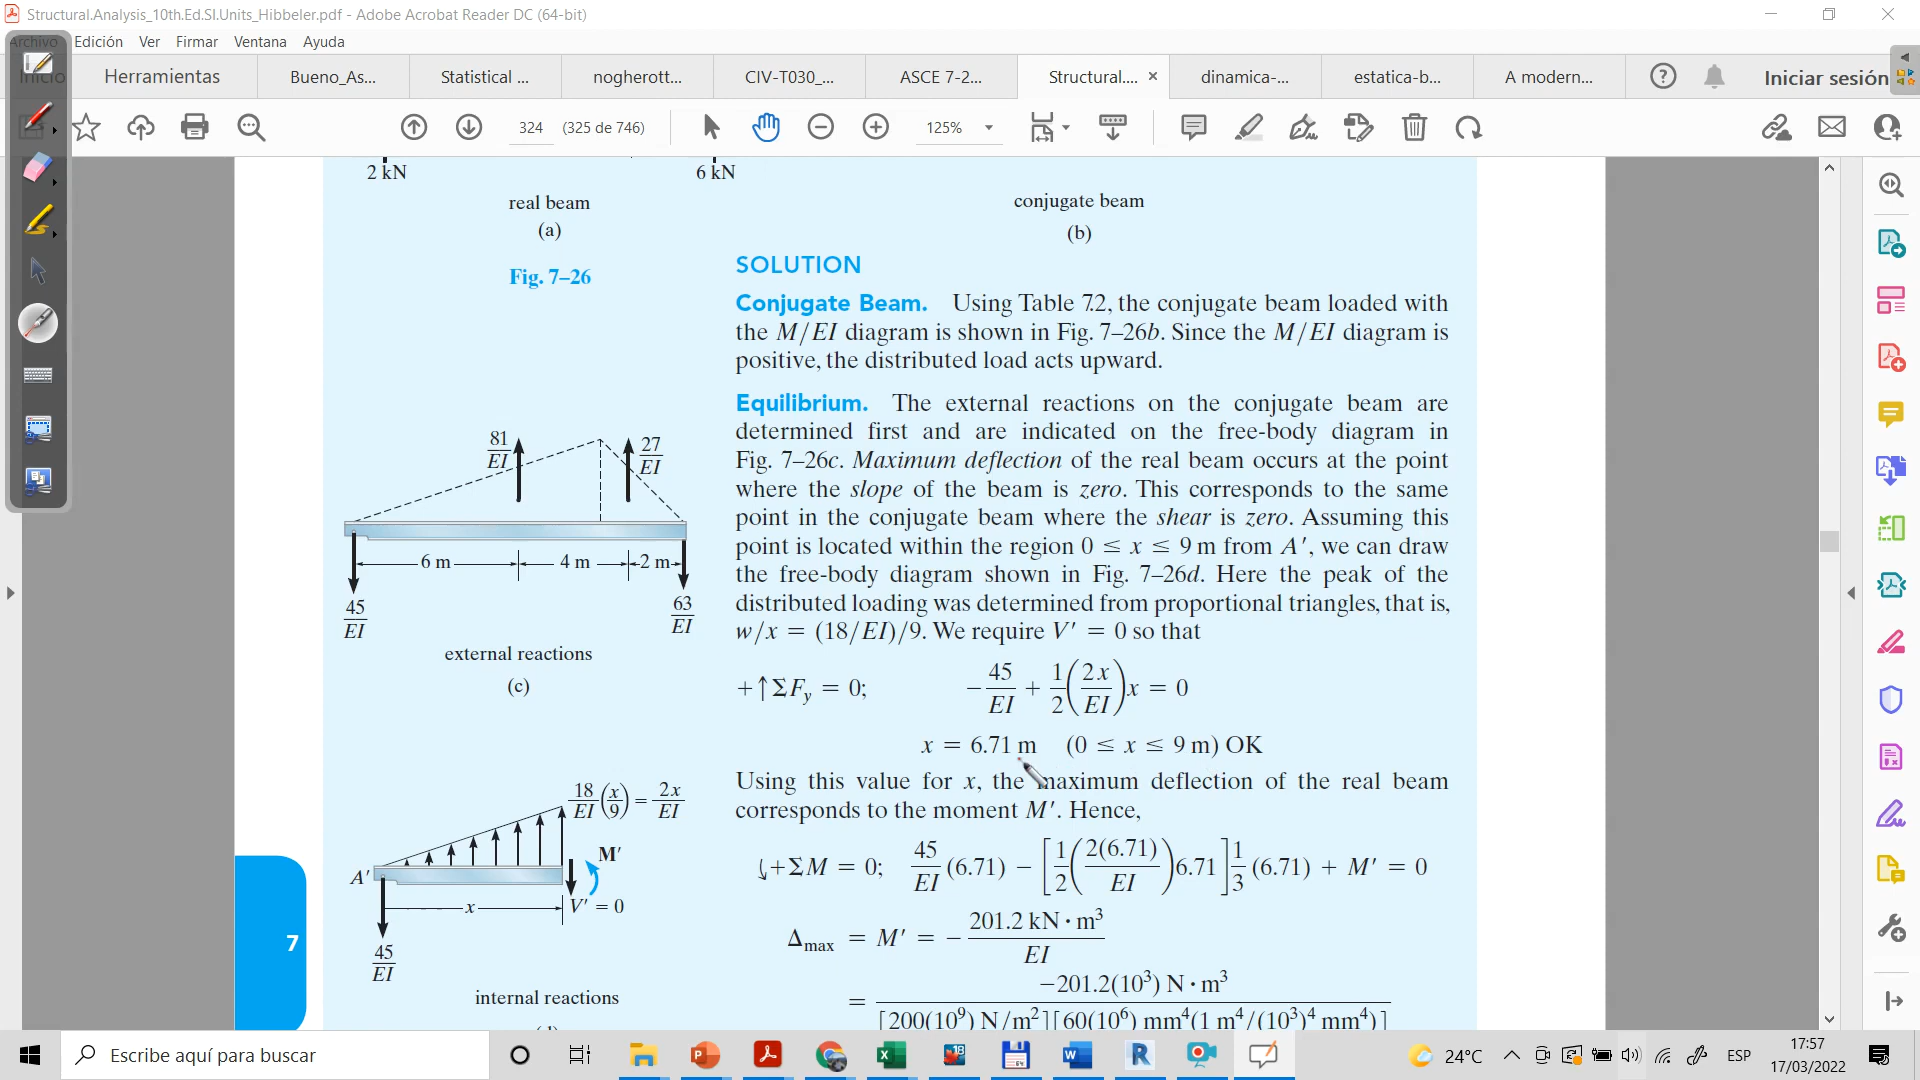 Structural.Analysis_10th.Ed.SI.Units_Hibbeler.pdf - Adobe Acrobat Reader DC (64-bit)
Archivo Edición Ver Firmar Ventana Ayuda
Inicio Herramientas Bueno_As... Statistical ... nogherott... CIV-T030_... ASCE 7-2... Structural.... × dinamica-... estatica-b... A modern... Iniciar sesión
324 (325 de 746) 125%
2 kN 6 kN
real beam
(a)
conjugate beam
(b)
Fig. 7–26
SOLUTION
Conjugate Beam. Using Table 7.2, the conjugate beam loaded with
the M/EI diagram is shown in Fig. 7–26b. Since the M/EI diagram is
positive, the distributed load acts upward.
Equilibrium. The external reactions on the conjugate beam are
determined first and are indicated on the free-body diagram in
Fig. 7–26c. Maximum deflection of the real beam occurs at the point
where the slope of the beam is zero. This corresponds to the same
point in the conjugate beam where the shear is zero. Assuming this
point is located within the region 0 ≤ x ≤ 9 m from A′, we can draw
the free-body diagram shown in Fig. 7–26d. Here the peak of the
distributed loading was determined from proportional triangles, that is,
w/x = (18/EI)/9. We require V′ = 0 so that
+↑ΣFy = 0; −45/EI + 1/2(2x/EI)x = 0
x = 6.71 m (0 ≤ x ≤ 9 m) OK
Using this value for x, the maximum deflection of the real beam
corresponds to the moment M′. Hence,
⤹+ΣM = 0; 45/EI (6.71) − [1/2(2(6.71)/EI)6.71]1/3 (6.71) + M′ = 0
Δmax = M′ = −201.2 kN·m³/EI
= −201.2(10³) N·m³
[200(10⁹) N/m²][60(10⁶) mm⁴(1 m⁴/(10³)⁴ mm⁴)]
81/EI 27/EI
6 m 4 m 2 m
45/EI 63/EI
external reactions
(c)
18/EI (x/9) = 2x/EI
M′
A′
x V′ = 0
45/EI
internal reactions
7
Escribe aquí para buscar
18
24°C ESP
17:57
17/03/2022